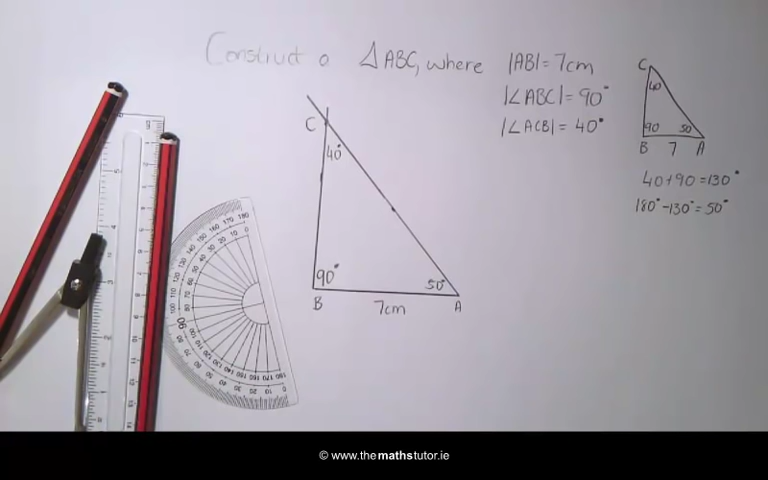 Construct a △ABC, where |AB| = 7cm
|∠ABC| = 90°
|∠ACB| = 40°
C
40°
90°
50°
B
7cm
A
C
40
90
50
B 7 A
40+90=130°
180°-130°=50°
© www.themathstutor.ie